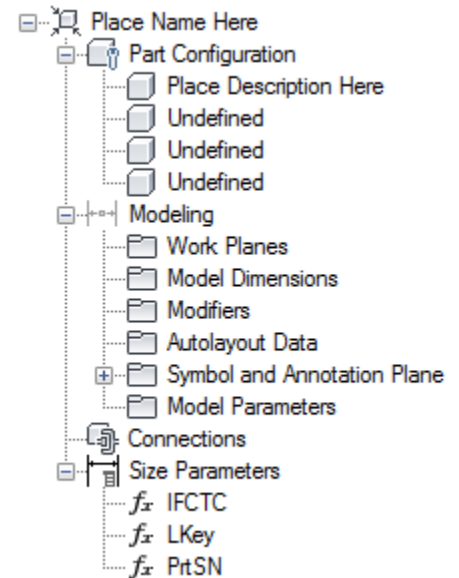 Place Name Here
Part Configuration
Place Description Here
Undefined
Undefined
Undefined
Modeling
Work Planes
Model Dimensions
Modifiers
Autolayout Data
Symbol and Annotation Plane
Model Parameters
Connections
Size Parameters
fx IFCTC
fx LKey
fx PrtSN